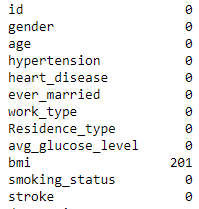 id 0
gender 0
age 0
hypertension 0
heart_disease 0
ever_married 0
work_type 0
Residence_type 0
avg_glucose_level 0
bmi 201
smoking_status 0
stroke 0